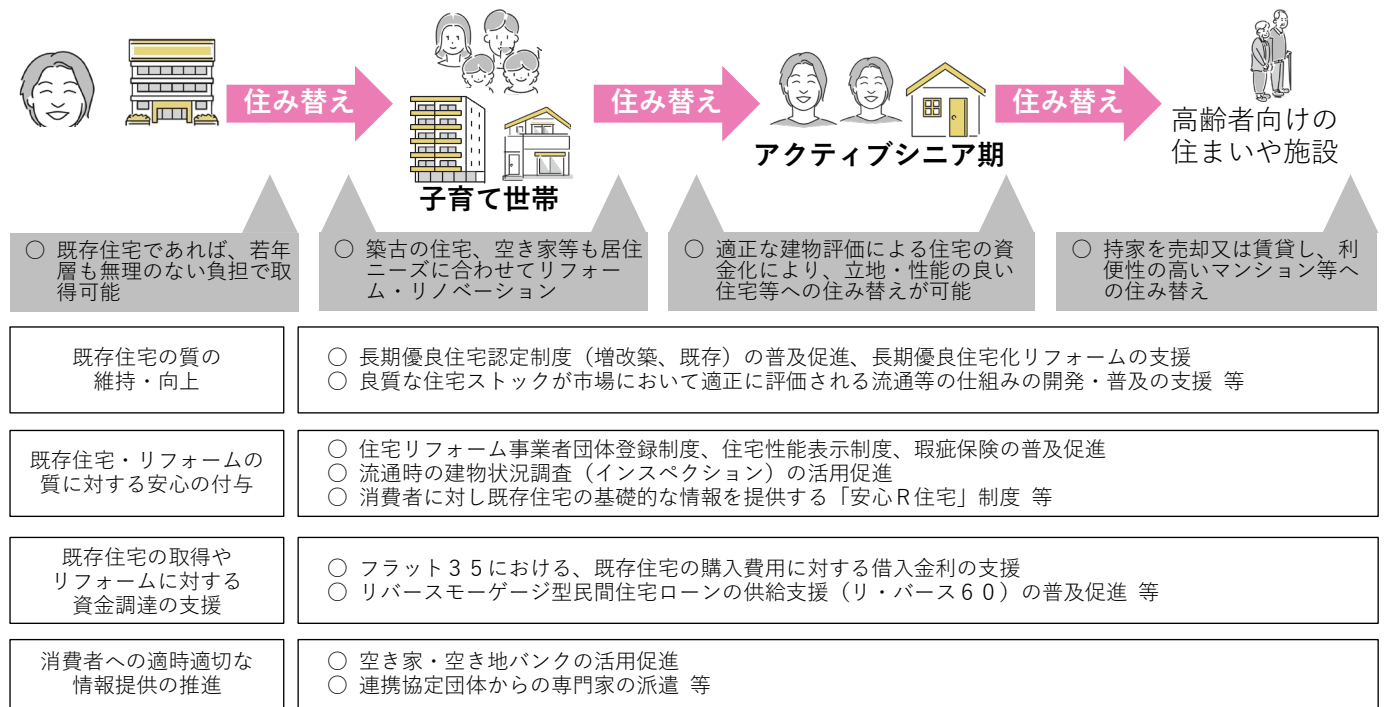 住み替え
住み替え
住み替え
子育て世帯
アクティブシニア期
高齢者向けの
住まいや施設
○ 既存住宅であれば、若年
層も無理のない負担で取
得可能
○ 築古の住宅、空き家等も居住
ニーズに合わせてリフォー
ム・リノベーション
○ 適正な建物評価による住宅の資
金化により、立地・性能の良い
住宅等への住み替えが可能
○ 持家を売却又は賃貸し、利
便性の高いマンション等へ
の住み替え
既存住宅の質の
維持・向上
○ 長期優良住宅認定制度（増改築、既存）の普及促進、長期優良住宅化リフォームの支援
○ 良質な住宅ストックが市場において適正に評価される流通等の仕組みの開発・普及の支援 等
既存住宅・リフォームの
質に対する安心の付与
○ 住宅リフォーム事業者団体登録制度、住宅性能表示制度、瑕疵保険の普及促進
○ 流通時の建物状況調査（インスペクション）の活用促進
○ 消費者に対し既存住宅の基礎的な情報を提供する「安心Ｒ住宅」制度 等
既存住宅の取得や
リフォームに対する
資金調達の支援
○ フラット３５における、既存住宅の購入費用に対する借入金利の支援
○ リバースモーゲージ型民間住宅ローンの供給支援（リ・バース６０）の普及促進 等
消費者への適時適切な
情報提供の推進
○ 空き家・空き地バンクの活用促進
○ 連携協定団体からの専門家の派遣 等